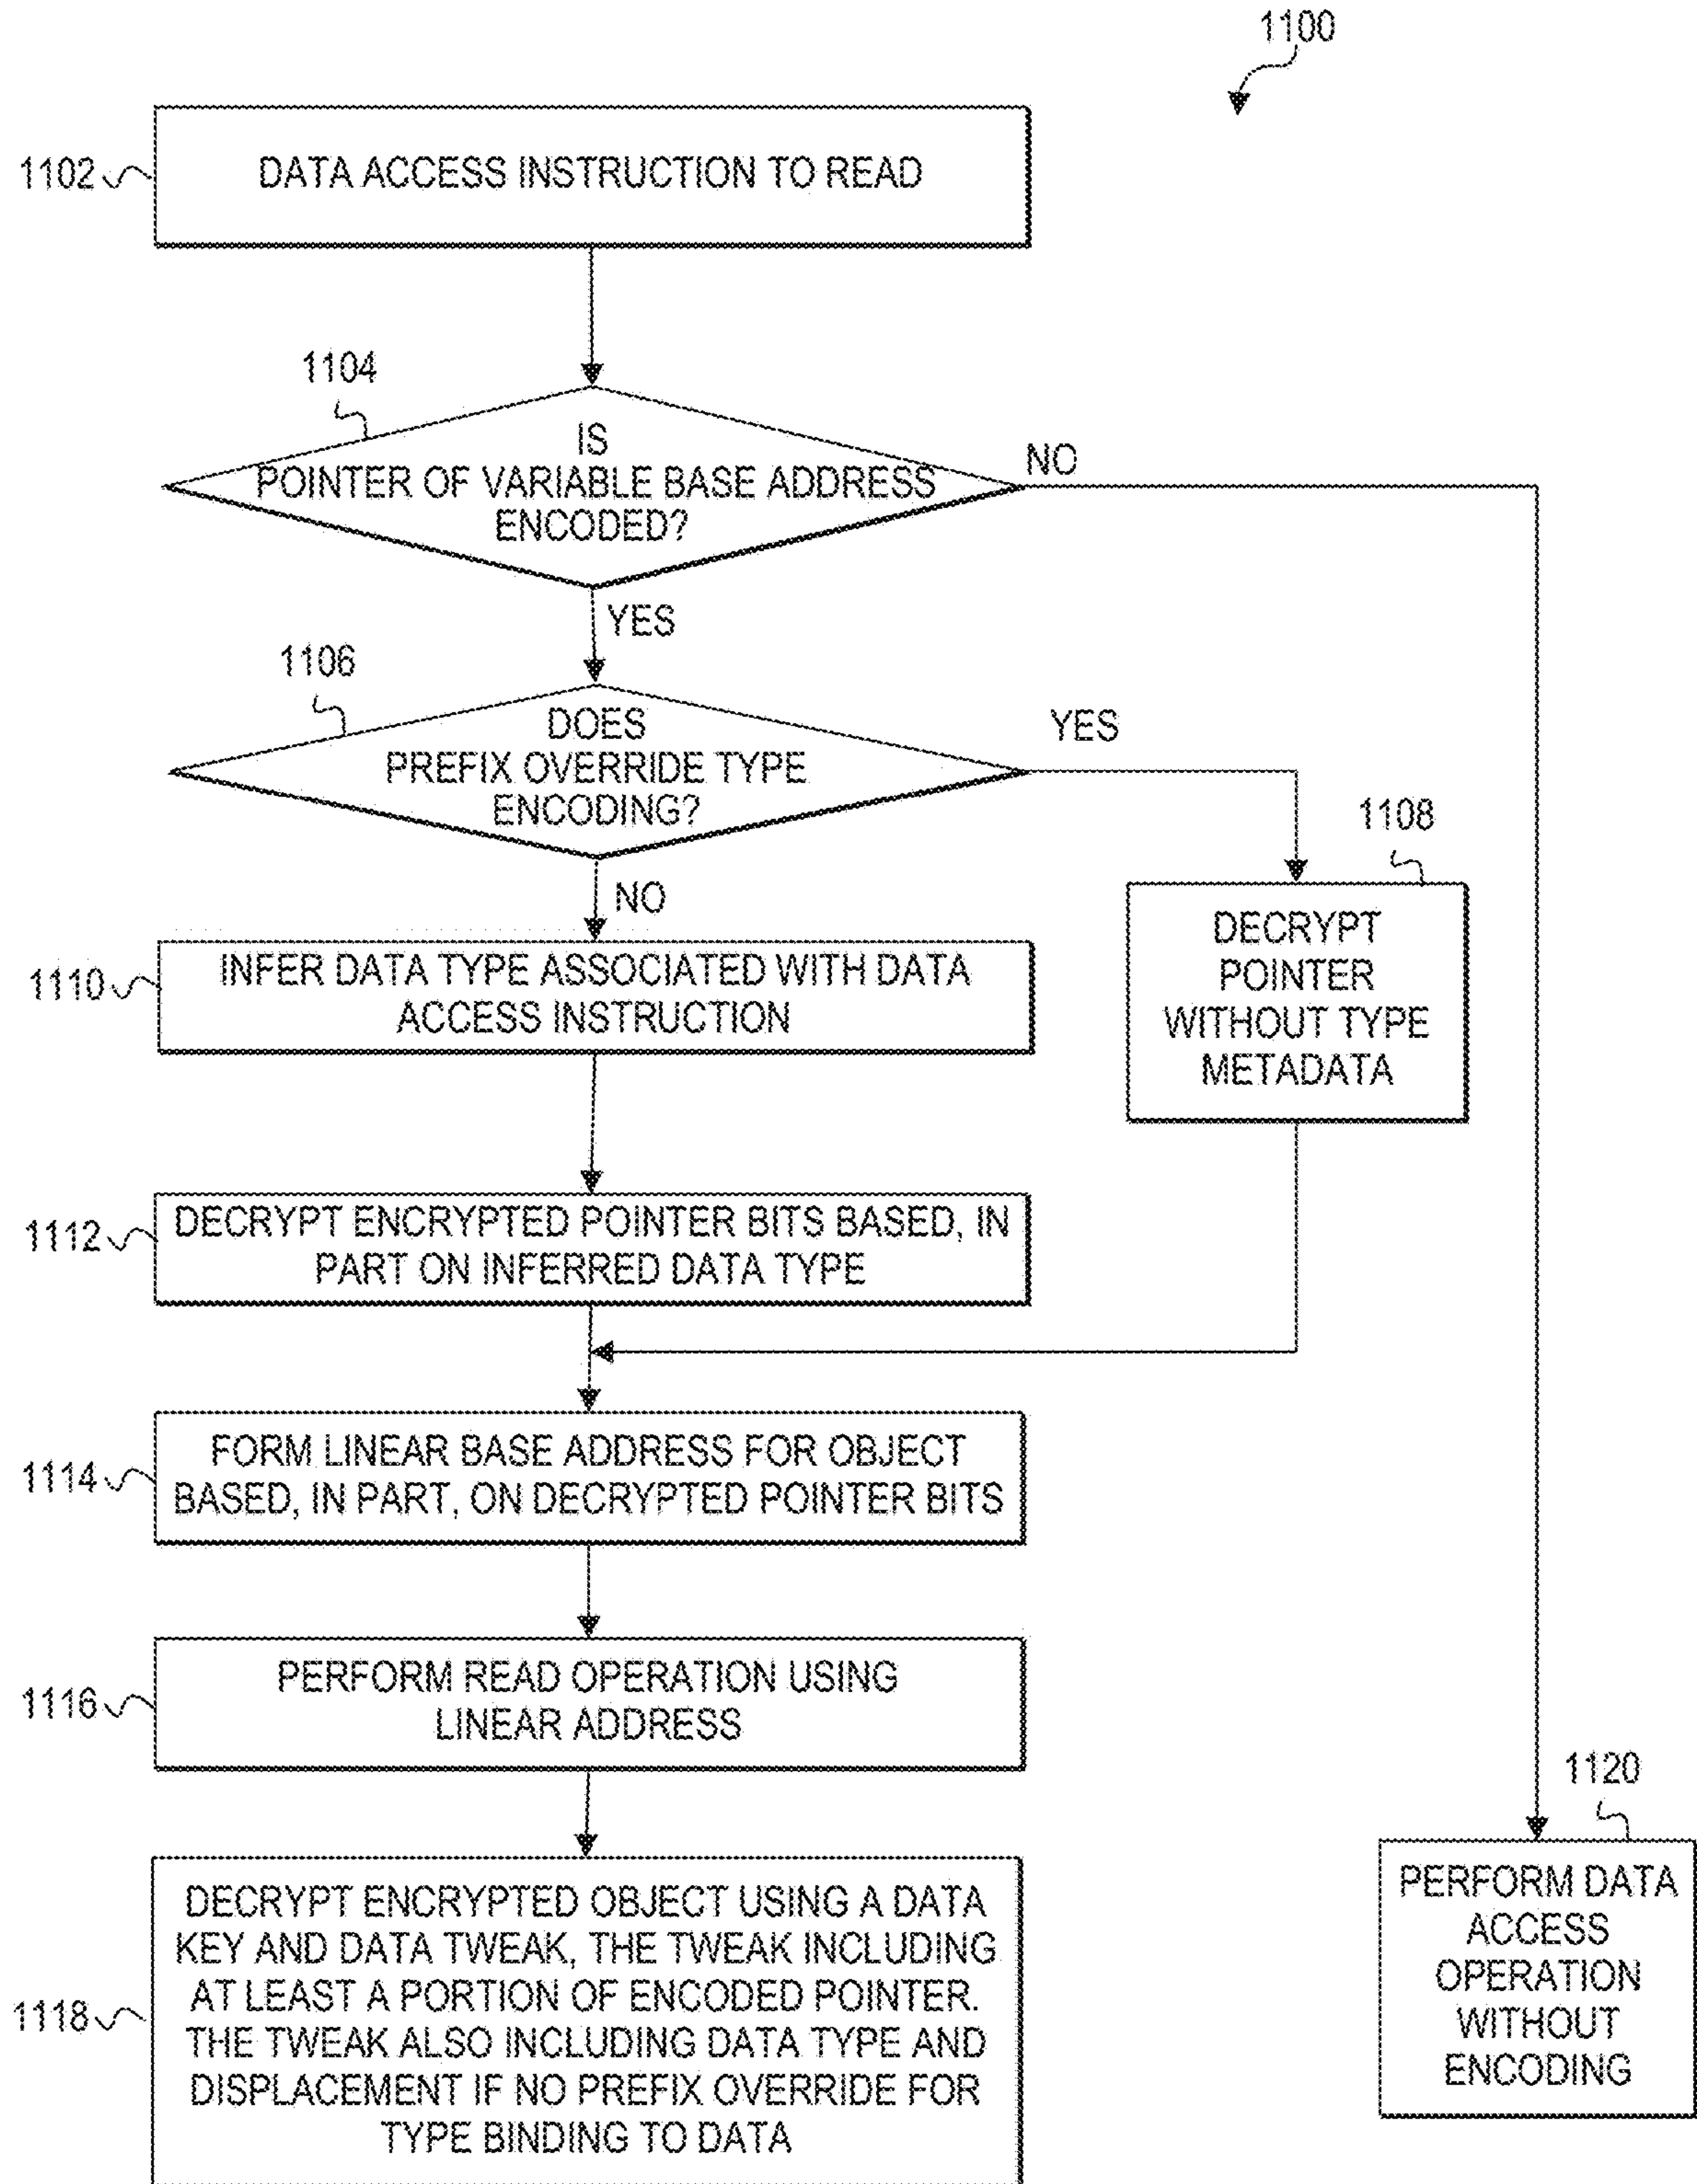 1100
1102
DATA ACCESS INSTRUCTION TO READ
1104
IS
POINTER OF VARIABLE BASE ADDRESS
ENCODED?
NO
YES
1106
DOES
PREFIX OVERRIDE TYPE
ENCODING?
YES
NO
1108
DECRYPT
POINTER
WITHOUT TYPE
METADATA
1110
INFER DATA TYPE ASSOCIATED WITH DATA
ACCESS INSTRUCTION
1112
DECRYPT ENCRYPTED POINTER BITS BASED, IN
PART ON INFERRED DATA TYPE
1114
FORM LINEAR BASE ADDRESS FOR OBJECT
BASED, IN PART, ON DECRYPTED POINTER BITS
1116
PERFORM READ OPERATION USING
LINEAR ADDRESS
1118
DECRYPT ENCRYPTED OBJECT USING A DATA
KEY AND DATA TWEAK, THE TWEAK INCLUDING
AT LEAST A PORTION OF ENCODED POINTER.
THE TWEAK ALSO INCLUDING DATA TYPE AND
DISPLACEMENT IF NO PREFIX OVERRIDE FOR
TYPE BINDING TO DATA
1120
PERFORM DATA
ACCESS
OPERATION
WITHOUT
ENCODING